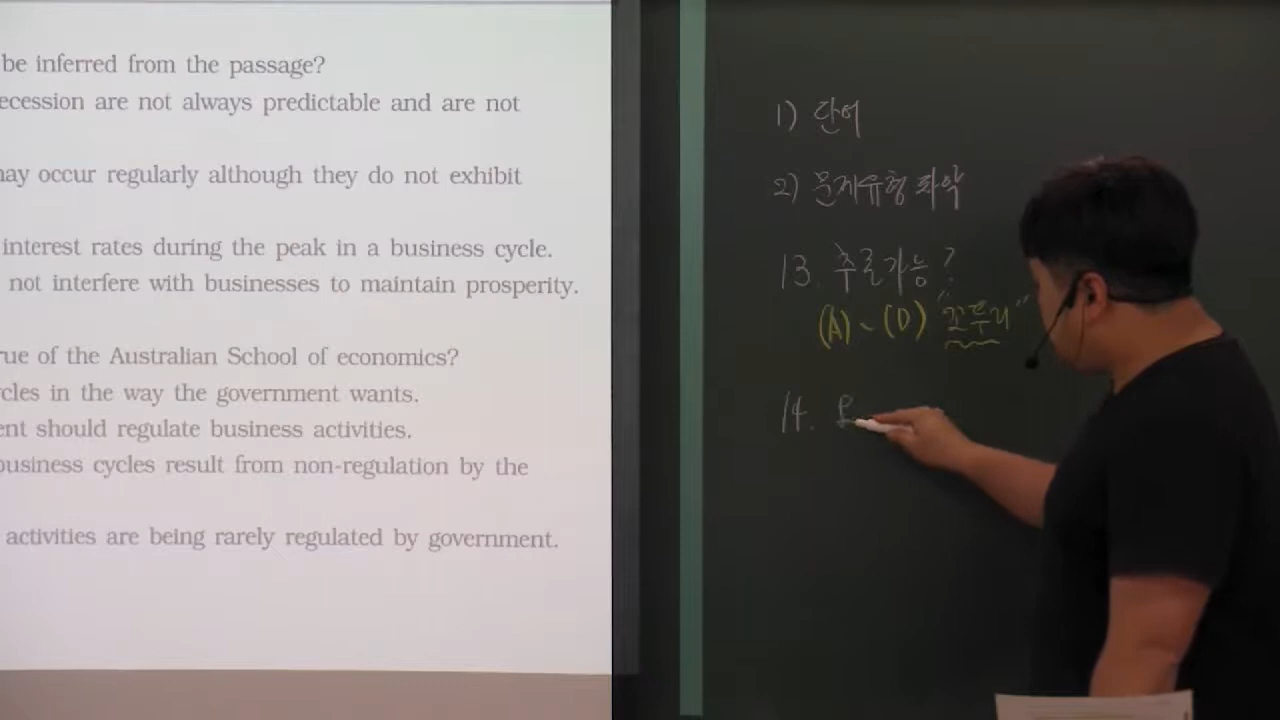 be inferred from the passage?
ecession are not always predictable and are not
ay occur regularly although they do not exhibit
interest rates during the peak in a business cycle.
not interfere with businesses to maintain prosperity.
rue of the Australian School of economics?
cles in the way the government wants.
ent should regulate business activities.
business cycles result from non-regulation by the
activities are being rarely regulated by government.
1) 단어
2) 문제유형 파악
13. 추론가능?
(A) ~ (D) "꼬투리"
14.